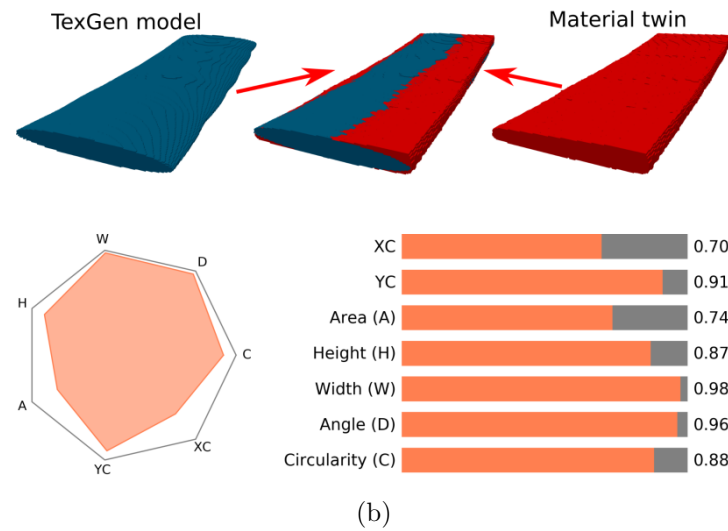 TexGen model
Material twin
W
D
H
C
A
XC
YC
XC 0.70
YC 0.91
Area (A) 0.74
Height (H) 0.87
Width (W) 0.98
Angle (D) 0.96
Circularity (C) 0.88
(b)